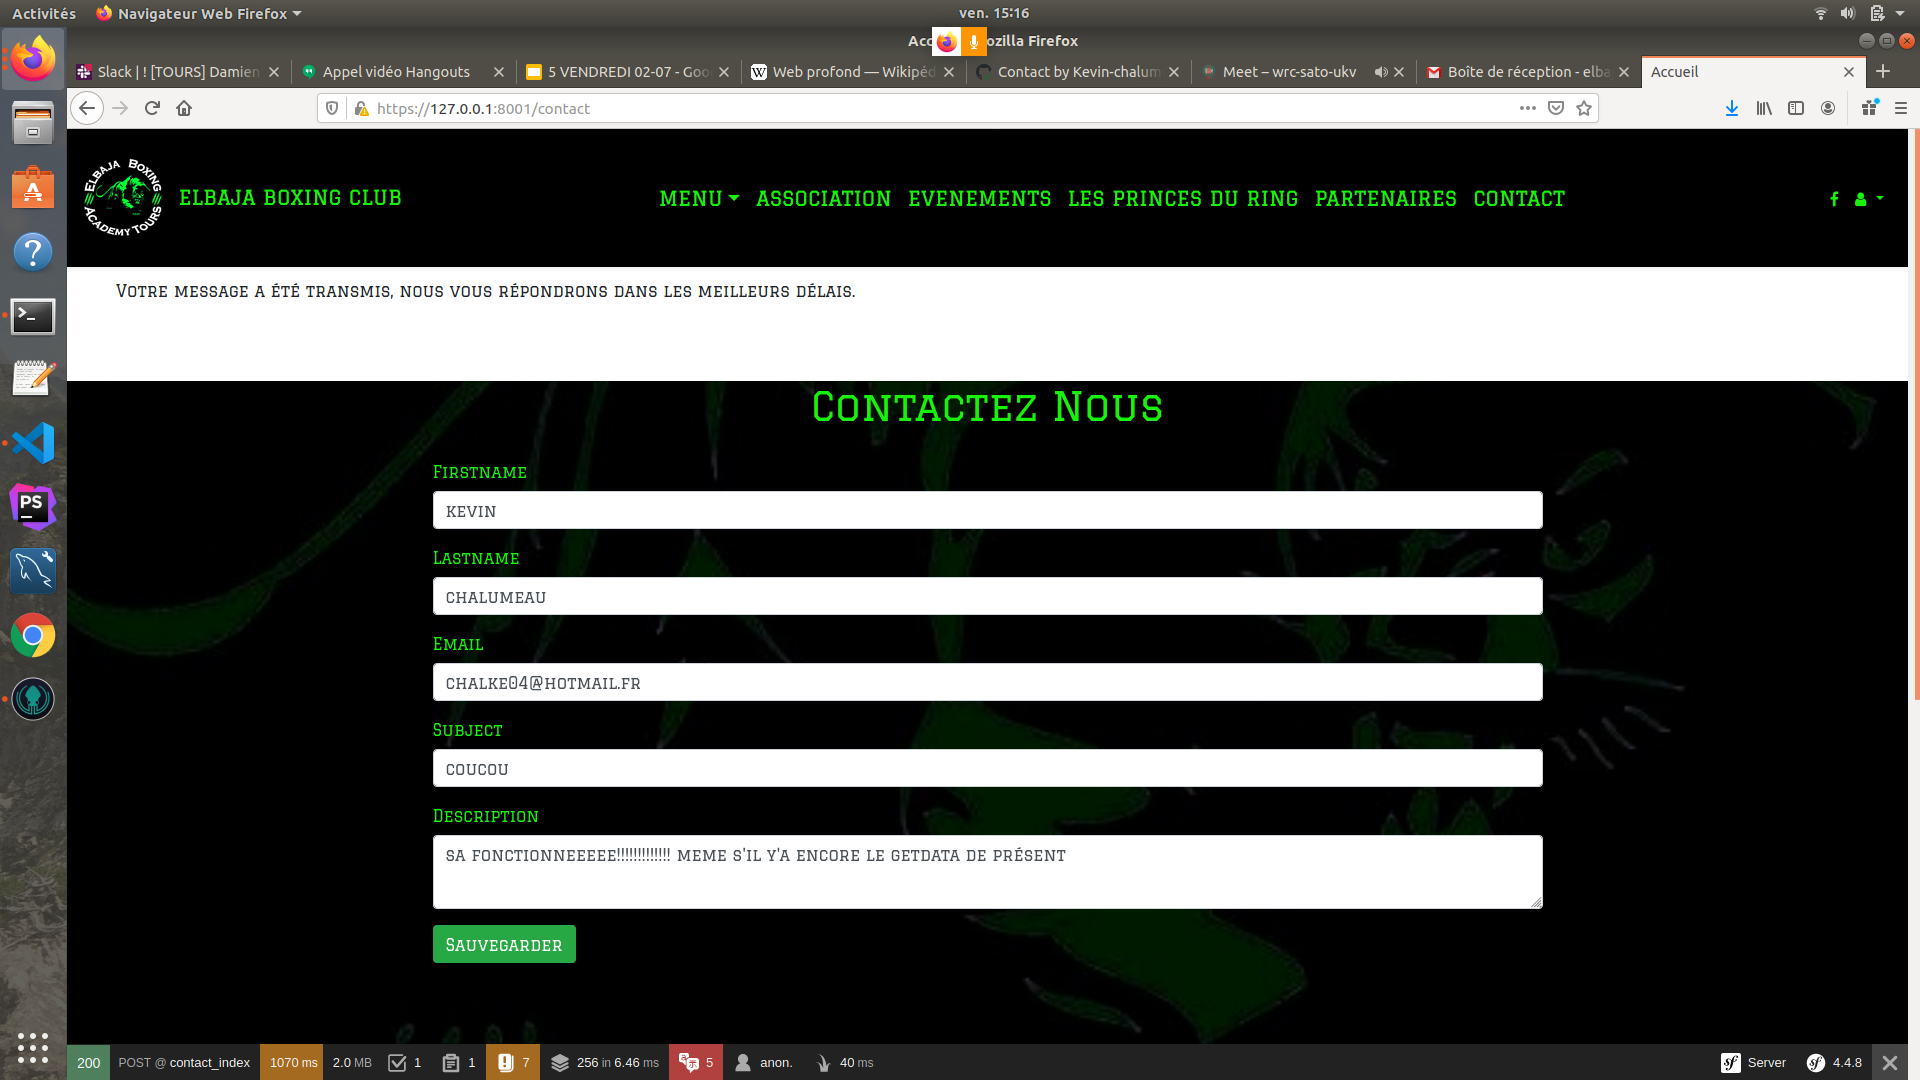 Activités
Navigateur Web Firefox
ven. 15:16
Slack | ! [TOURS] Damien
Appel vidéo Hangouts
5 VENDREDI 02-07 - Goo
Web profond — Wikipéd
Contact by Kevin-chalum
Meet – wrc-sato-ukv
Boîte de réception - elba
Accueil
https://127.0.0.1:8001/contact
ELBAJA BOXING ACADEMY TOURS
ELBAJA BOXING CLUB
MENU
ASSOCIATION
EVENEMENTS
LES PRINCES DU RING
PARTENAIRES
CONTACT
Votre message a été transmis, nous vous répondrons dans les meilleurs délais.
Contactez Nous
Firstname
kevin
Lastname
chalumeau
Email
chalke04@hotmail.fr
Subject
coucou
Description
sa fonctionneeeee!!!!!!!!!!!!! meme s'il y'a encore le getdata de présent
Sauvegarder
200 POST @ contact_index 1070 ms 2.0 MB 1 1 7 256 in 6.46 ms 5 anon. 40 ms Server 4.4.8